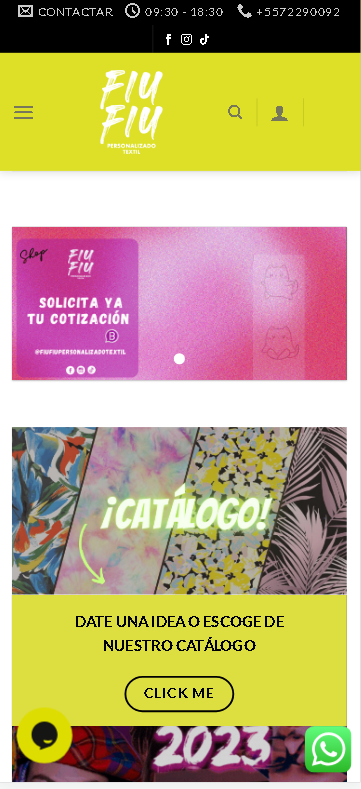 CONTACTAR 09:30 - 18:30 +5572290092
FIU
FIU
PERSONALIZADO
TEXTIL
Shop
FIU
FIU
SOLICITA YA
TU COTIZACIÓN
@FIUFIUPERSONALIZADOTEXTIL
¡CATÁLOGO!
DATE UNA IDEA O ESCOGE DE
NUESTRO CATÁLOGO
CLICK ME
2023